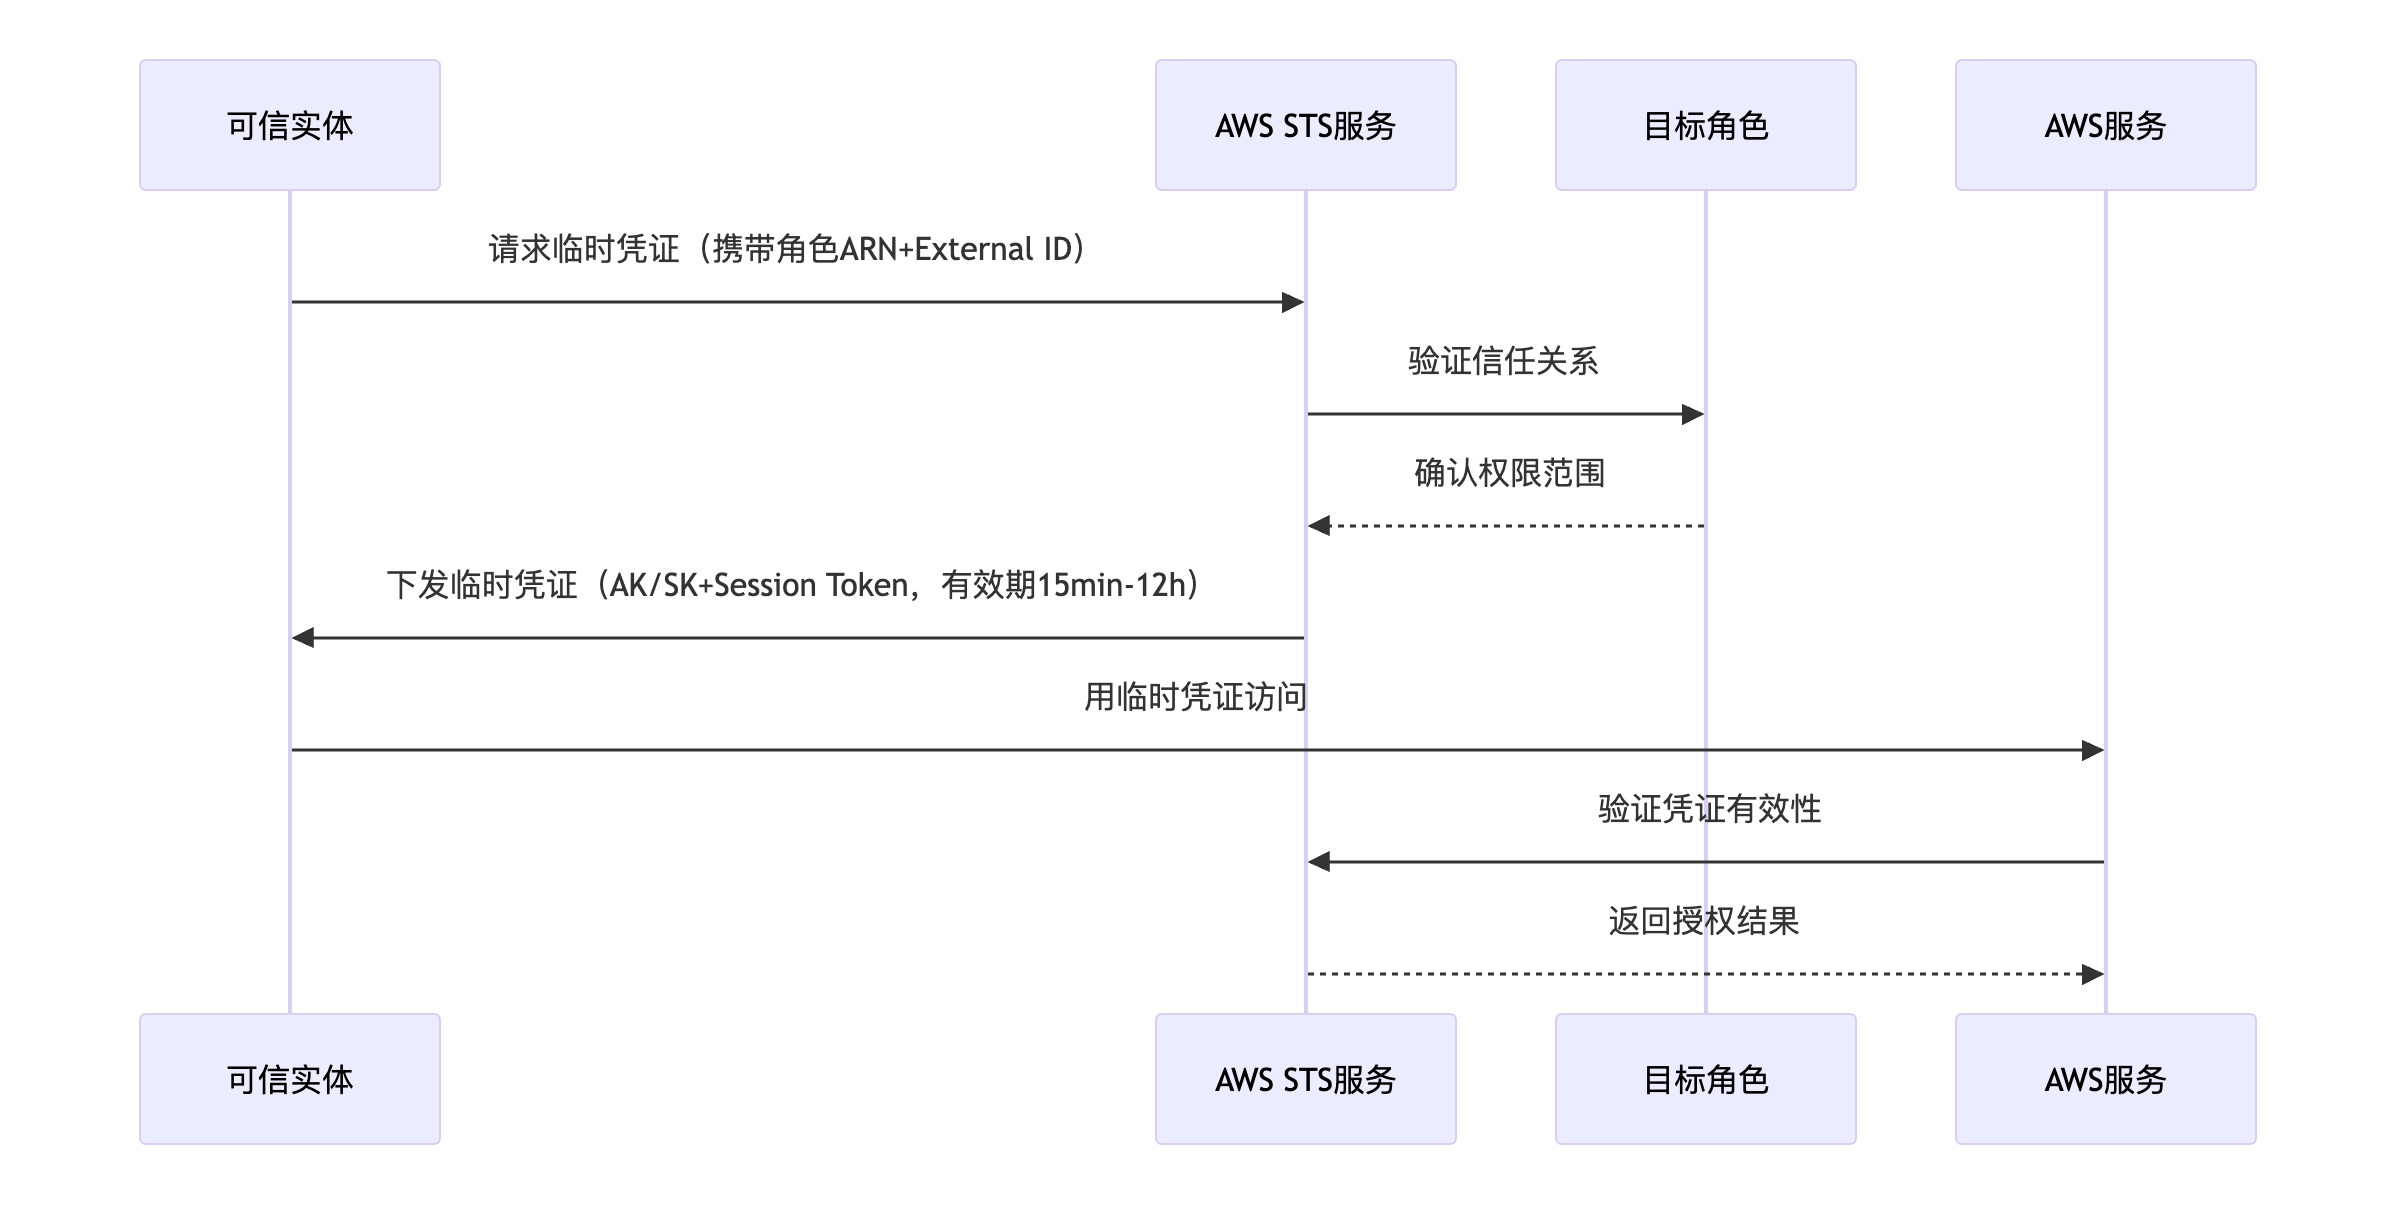 可信实体
AWS STS服务
目标角色
AWS服务
请求临时凭证（携带角色ARN+External ID）
验证信任关系
确认权限范围
下发临时凭证（AK/SK+Session Token，有效期15min-12h）
用临时凭证访问
验证凭证有效性
返回授权结果
可信实体
AWS STS服务
目标角色
AWS服务